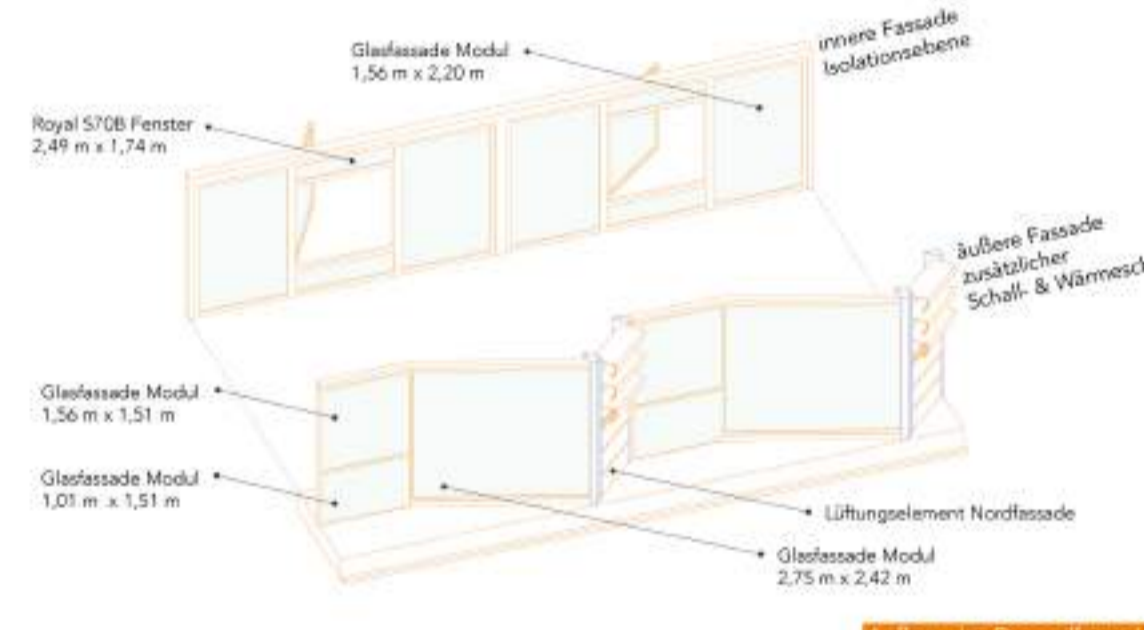 Glasfassade Modul
1,56 m x 2,20 m
innere Fassade
Isolationsebene
Royal S70B Fenster
2,49 m x 1,74 m
äußere Fassade
zusätzlicher
Schall- &
Glasfassade Modul
1,56 m x 1,51 m
Glasfassade Modul
1,01 m x 1,51 m
Lüftungselement Nordfassade
Glasfassade Modul
2,75 m x 2,42 m